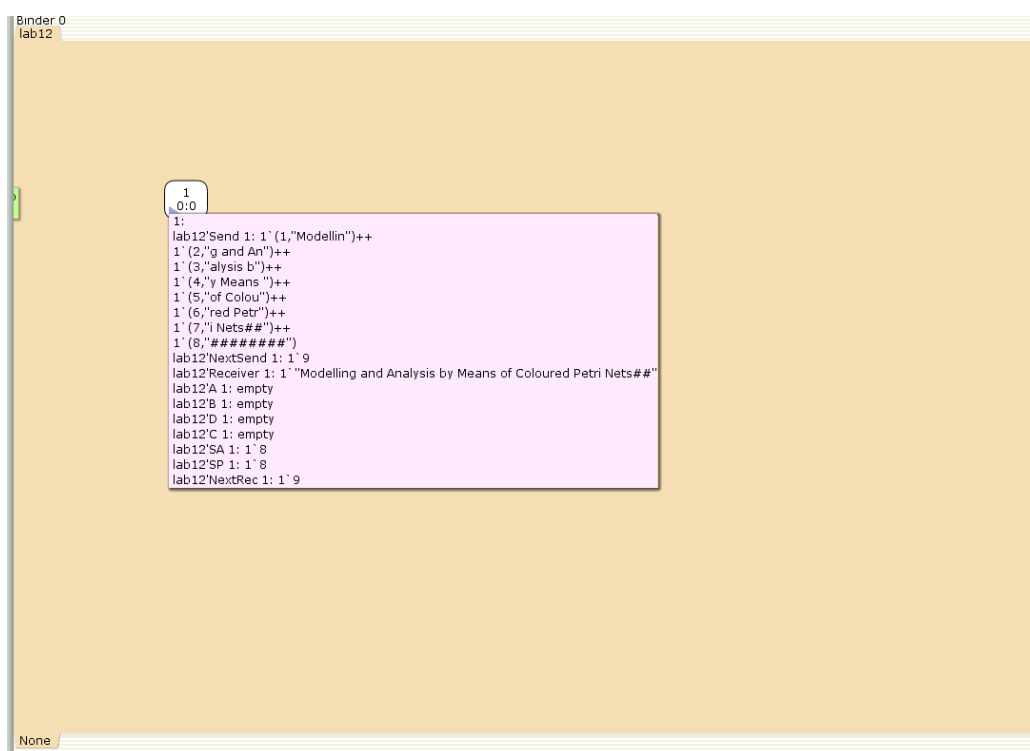 Binder 0
lab12
1
0:0
1:
lab12'Send 1: 1`(1,"Modellin")++
1`(2,"g and An")++
1`(3,"alysis b")++
1`(4,"y Means ")++
1`(5,"of Colou")++
1`(6,"red Petr")++
1`(7,"i Nets##")++
1`(8,"########")
lab12'NextSend 1: 1`9
lab12'Receiver 1: 1`"Modelling and Analysis by Means of Coloured Petri Nets##"
lab12'A 1: empty
lab12'B 1: empty
lab12'D 1: empty
lab12'C 1: empty
lab12'SA 1: 1`8
lab12'SP 1: 1`8
lab12'NextRec 1: 1`9
None